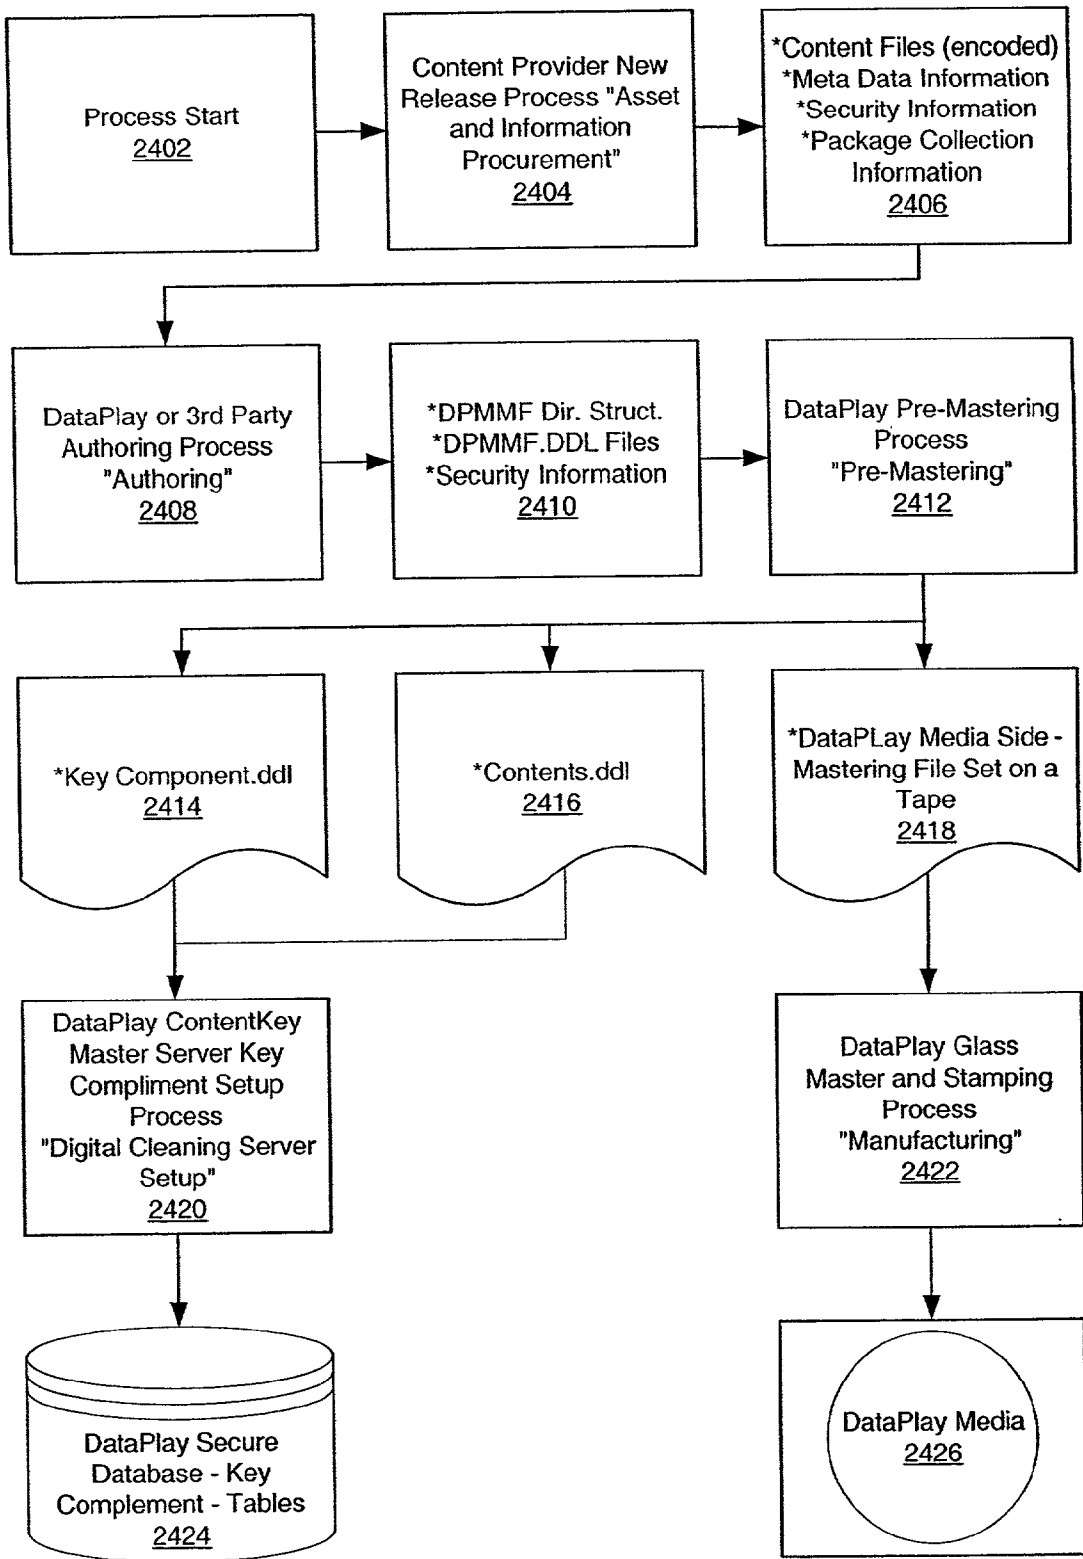 Process Start
2402
Content Provider New
Release Process "Asset
and Information
Procurement"
2404
*Content Files (encoded)
*Meta Data Information
*Security Information
*Package Collection
Information
2406
DataPlay or 3rd Party
Authoring Process
"Authoring"
2408
*DPMMF Dir. Struct.
*DPMMF.DDL Files
*Security Information
2410
DataPlay Pre-Mastering
Process
"Pre-Mastering"
2412
*Key Component.ddl
2414
*Contents.ddl
2416
*DataPLay Media Side -
Mastering File Set on a
Tape
2418
DataPlay ContentKey
Master Server Key
Compliment Setup
Process
"Digital Cleaning Server
Setup"
2420
DataPlay Glass
Master and Stamping
Process
"Manufacturing"
2422
DataPlay Secure
Database - Key
Complement - Tables
2424
DataPlay Media
2426